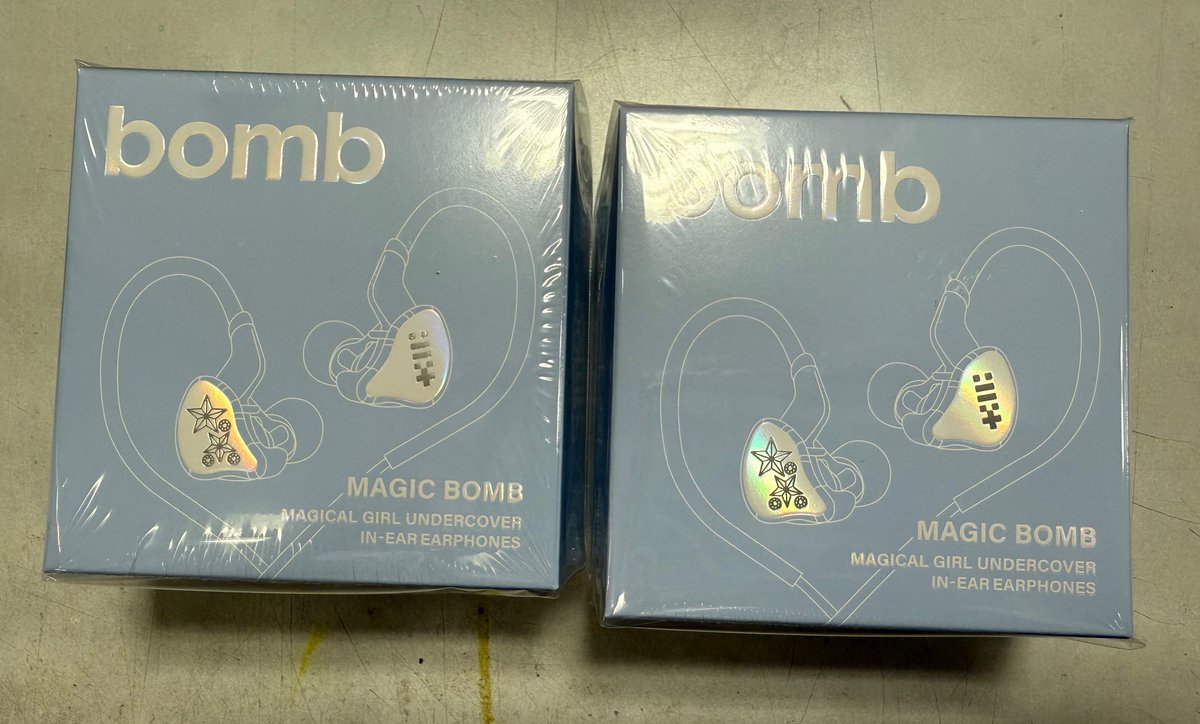 bomb
MAGIC BOMB
MAGICAL GIRL UNDERCOVER
IN-EAR EARPHONES
bomb
MAGIC BOMB
MAGICAL GIRL UNDERCOVER
IN-EAR EARPHONES